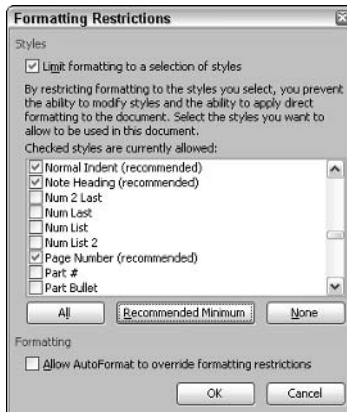 Formatting Restrictions
Styles
Limit formatting to a selection of styles
By restricting formatting to the styles you select, you prevent
the ability to modify styles and the ability to apply direct
formatting to the document. Select the styles you want to
allow to be used in this document.
Checked styles are currently allowed:
Normal Indent (recommended)
Note Heading (recommended)
Num 2 Last
Num Last
Num List
Num List 2
Page Number (recommended)
Part #
Part Bullet
All Recommended Minimum None
Formatting
Allow AutoFormat to override formatting restrictions
OK Cancel